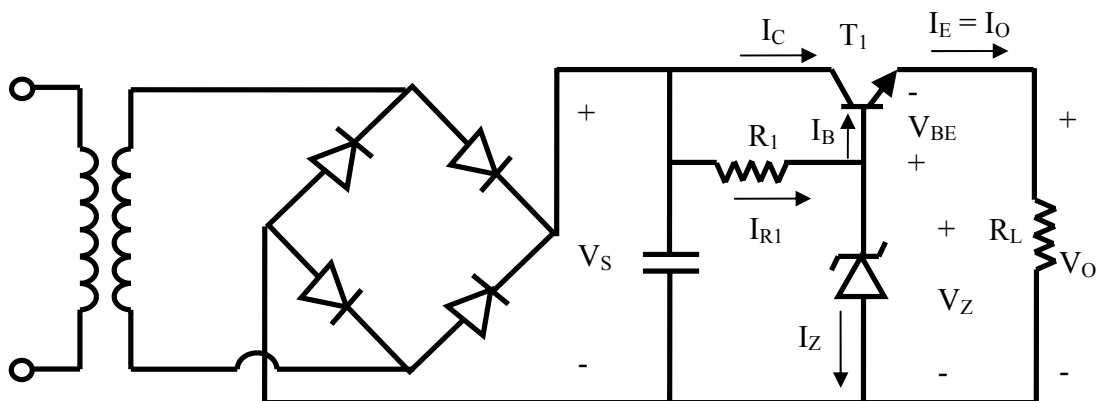 I_C
T_1
I_E = I_O
+
-
V_BE
+
I_B
R_1
+
I_R1
+
R_L
V_S
V_O
V_Z
I_Z
-
-
-